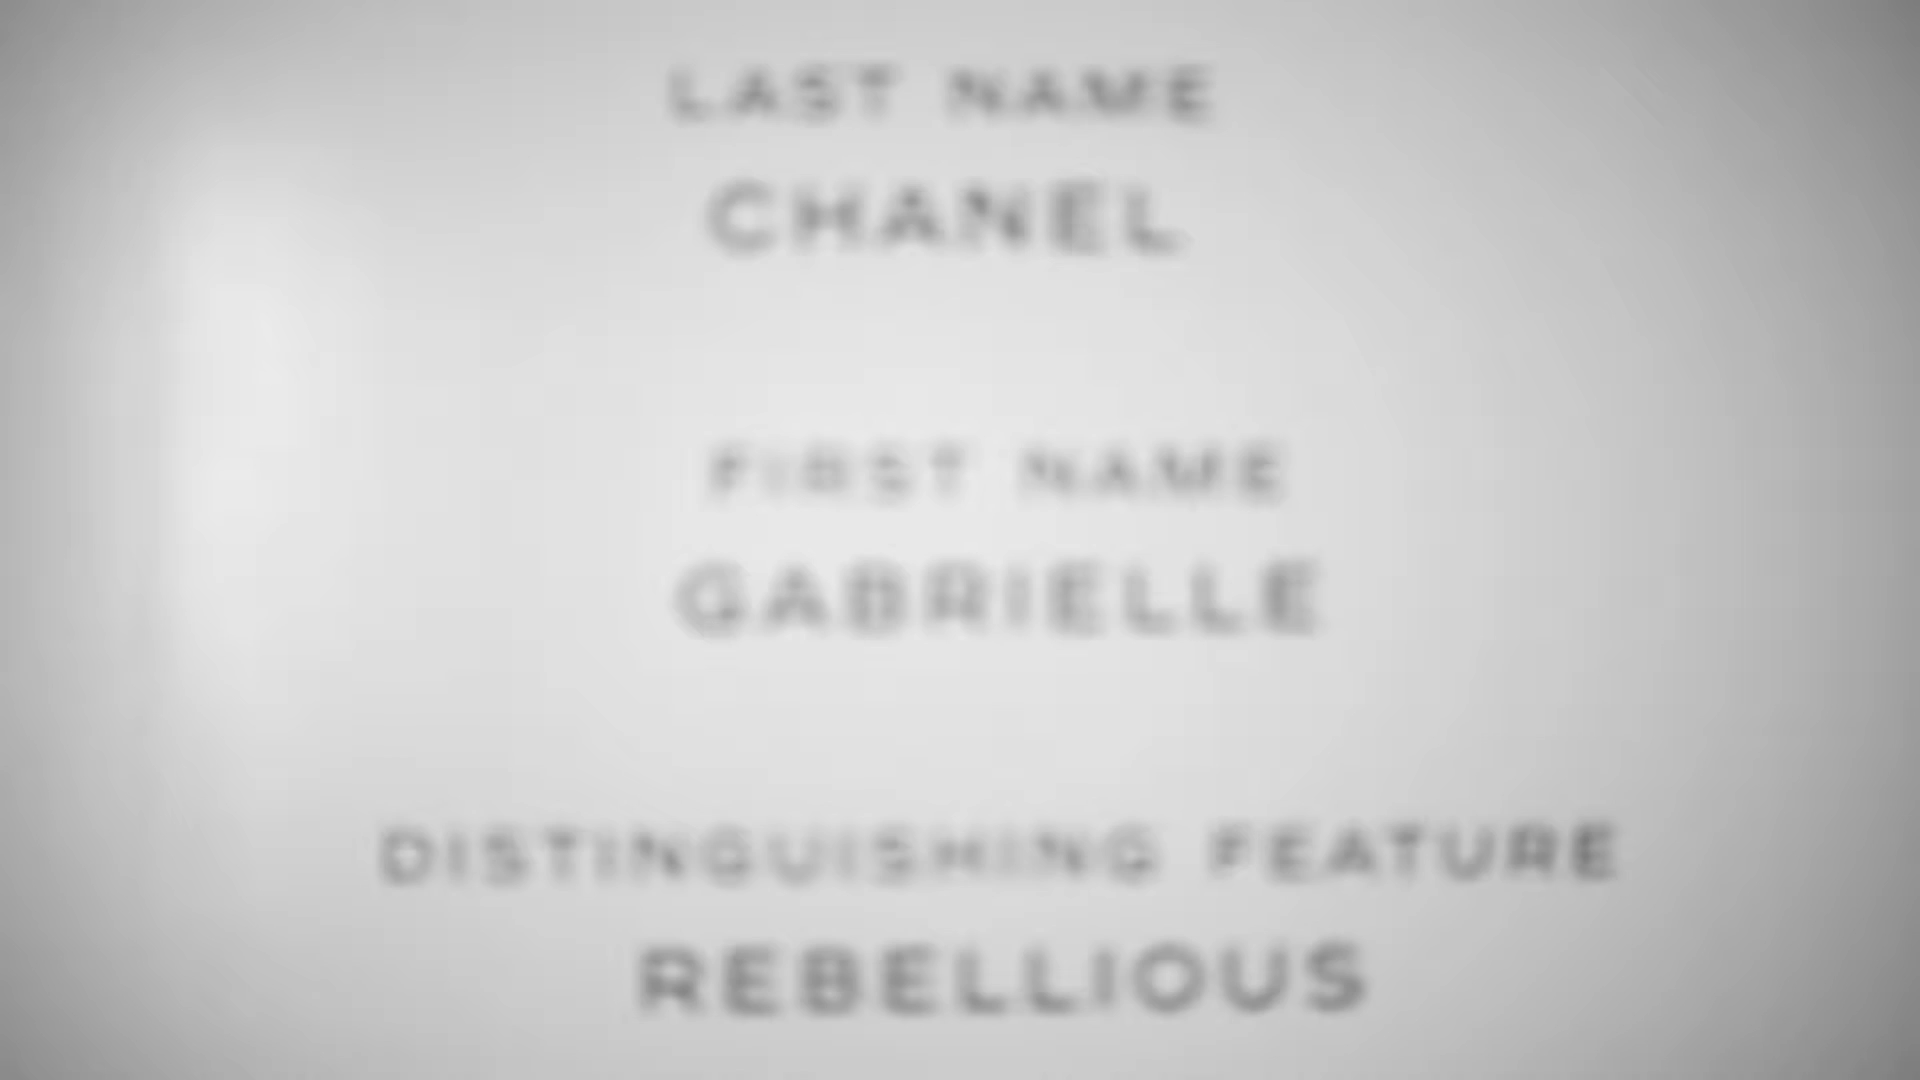 LAST NAME
CHANEL
FIRST NAME
GABRIELLE
DISTINGUISHING FEATURE
REBELLIOUS